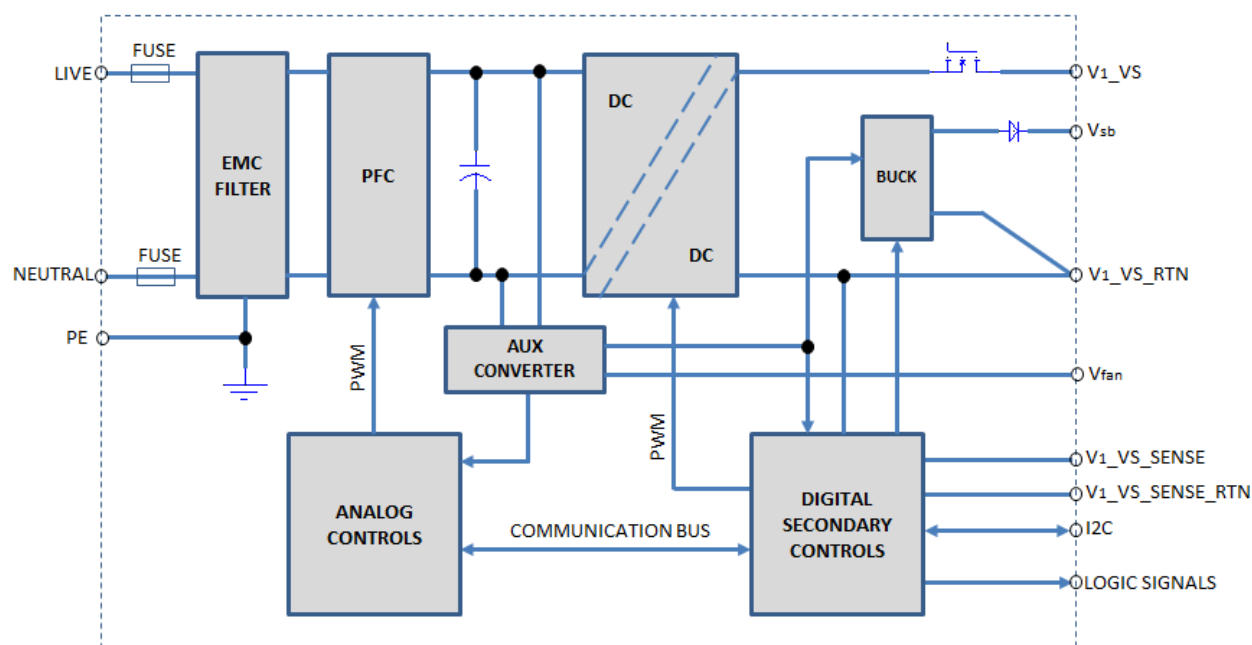 FUSE
LIVE
EMC
FILTER
PFC
DC
DC
V1_VS
Vsb
BUCK
FUSE
NEUTRAL
V1_VS_RTN
PE
AUX
CONVERTER
Vfan
PWM
PWM
ANALOG
CONTROLS
COMMUNICATION BUS
DIGITAL
SECONDARY
CONTROLS
V1_VS_SENSE
V1_VS_SENSE_RTN
I2C
LOGIC SIGNALS